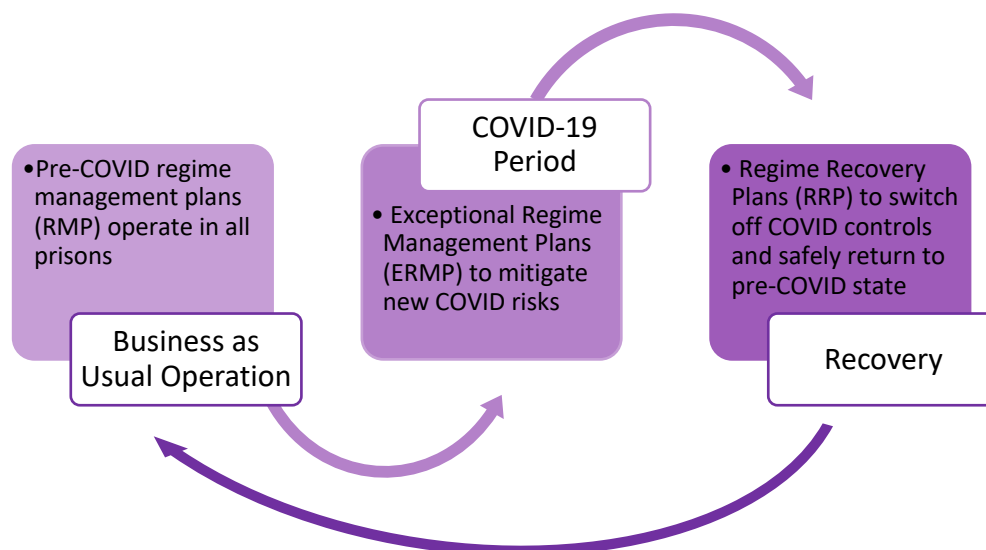 •Pre-COVID regime
management plans
(RMP) operate in all
prisons
Business as
Usual Operation
COVID-19
Period
• Exceptional Regime
Management Plans
(ERMP) to mitigate
new COVID risks
• Regime Recovery
Plans (RRP) to switch
off COVID controls
and safely return to
pre-COVID state
Recovery